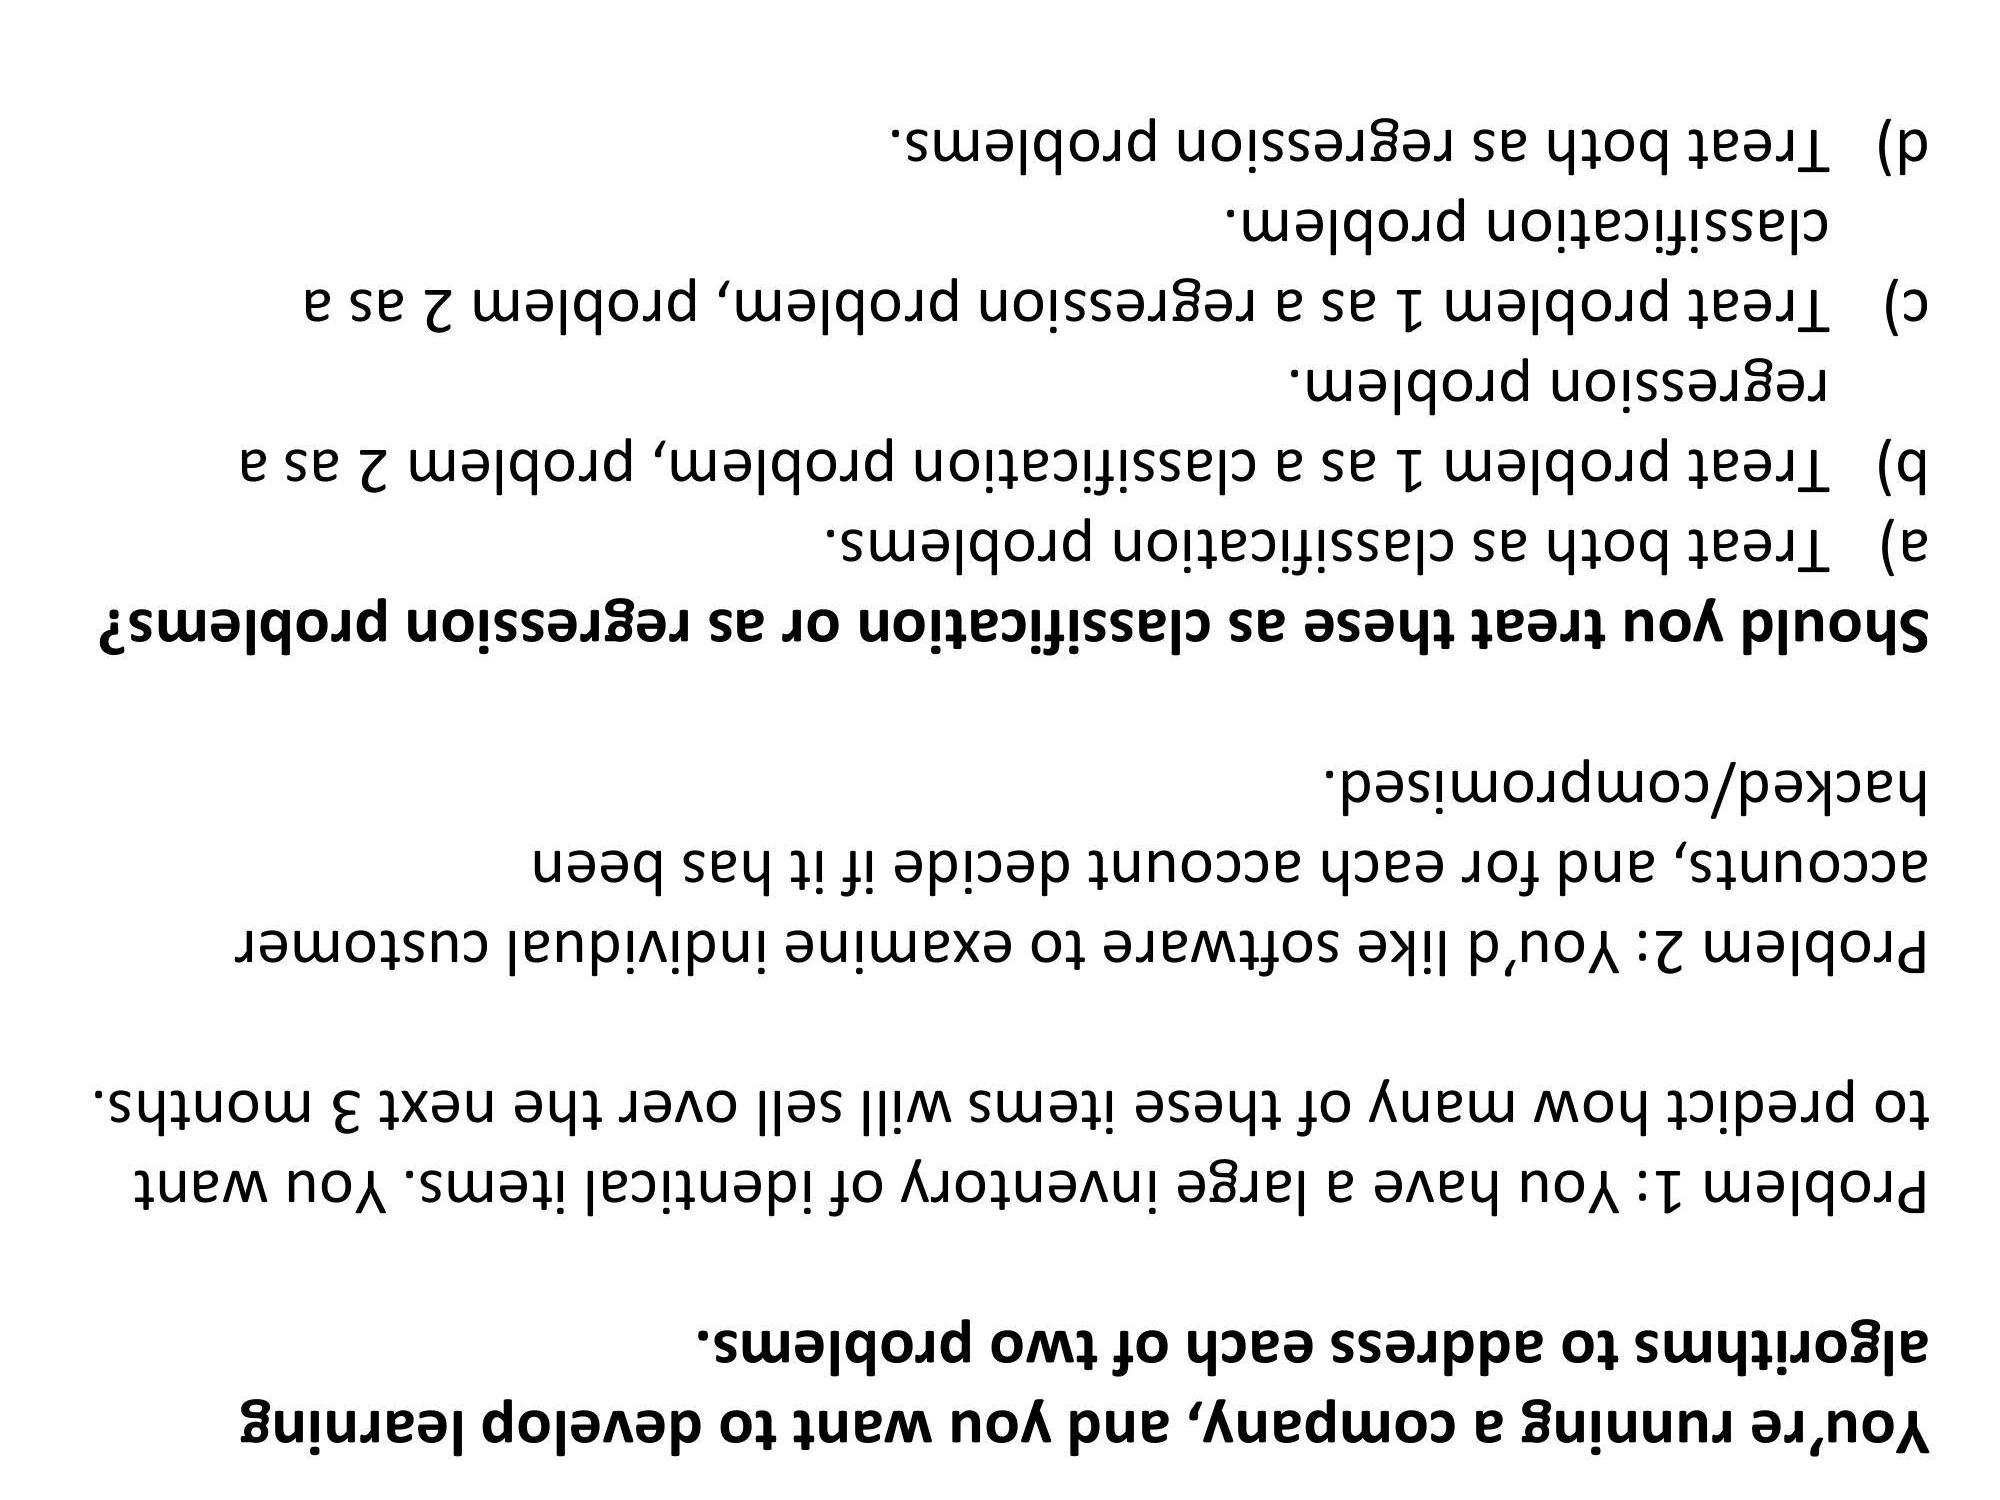 You’re running a company, and you want to develop learning
algorithms to address each of two problems.
Problem 1: You have a large inventory of identical items. You want
to predict how many of these items will sell over the next 3 months.
Problem 2: You’d like software to examine individual customer
accounts, and for each account decide if it has been
hacked/compromised.
Should you treat these as classification or as regression problems?
a) Treat both as classification problems.
b) Treat problem 1 as a classification problem, problem 2 as a
regression problem.
c) Treat problem 1 as a regression problem, problem 2 as a
classification problem.
d) Treat both as regression problems.